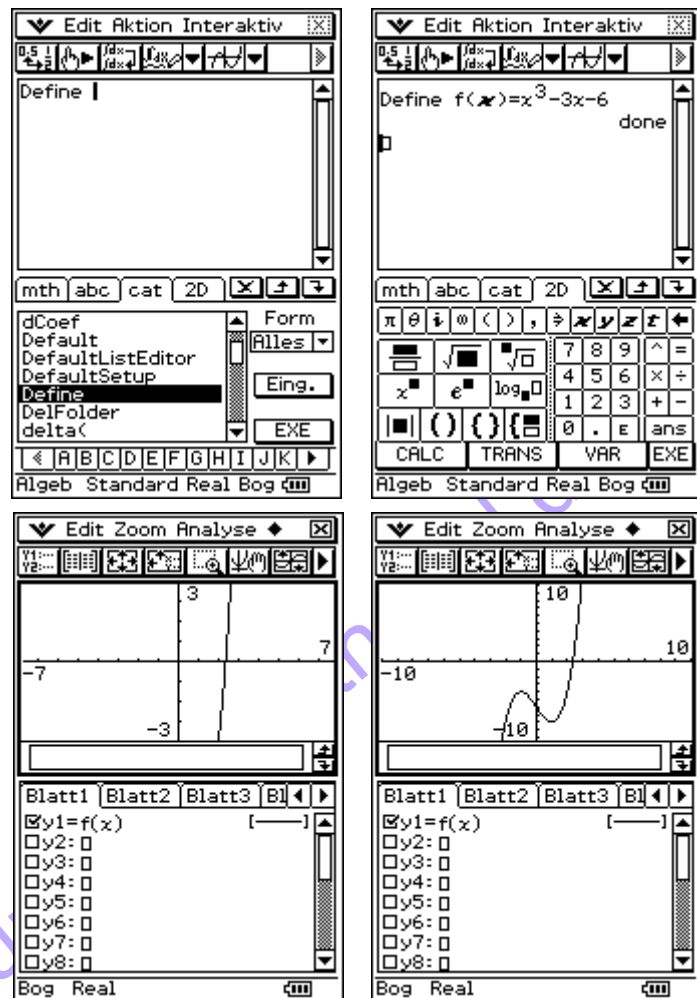 Edit Aktion Interaktiv
Define
mth abc cat 2D
dCoef
Default
DefaultListEditor
DefaultSetup
Define
DelFolder
delta(
Form
Alles
Eing.
EXE
A B C D E F G H I J K
Algeb Standard Real Bog
Edit Aktion Interaktiv
Define f(x)=x^3-3x-6
done
mth abc cat 2D
π θ i ∞ ( ) , ⇒ x y z t
√ x e log
7 8 9 ^ =
4 5 6 × ÷
1 2 3 + -
0 . E ans
CALC TRANS VAR EXE
Algeb Standard Real Bog
Edit Zoom Analyse
3
7
-7
-3
Blatt1 Blatt2 Blatt3 Bl
y1=f(x) [—]
y2:
y3:
y4:
y5:
y6:
y7:
y8:
Bog Real
Edit Zoom Analyse
10
10
-10
-10
Blatt1 Blatt2 Blatt3 Bl
y1=f(x) [—]
y2:
y3:
y4:
y5:
y6:
y7:
y8:
Bog Real